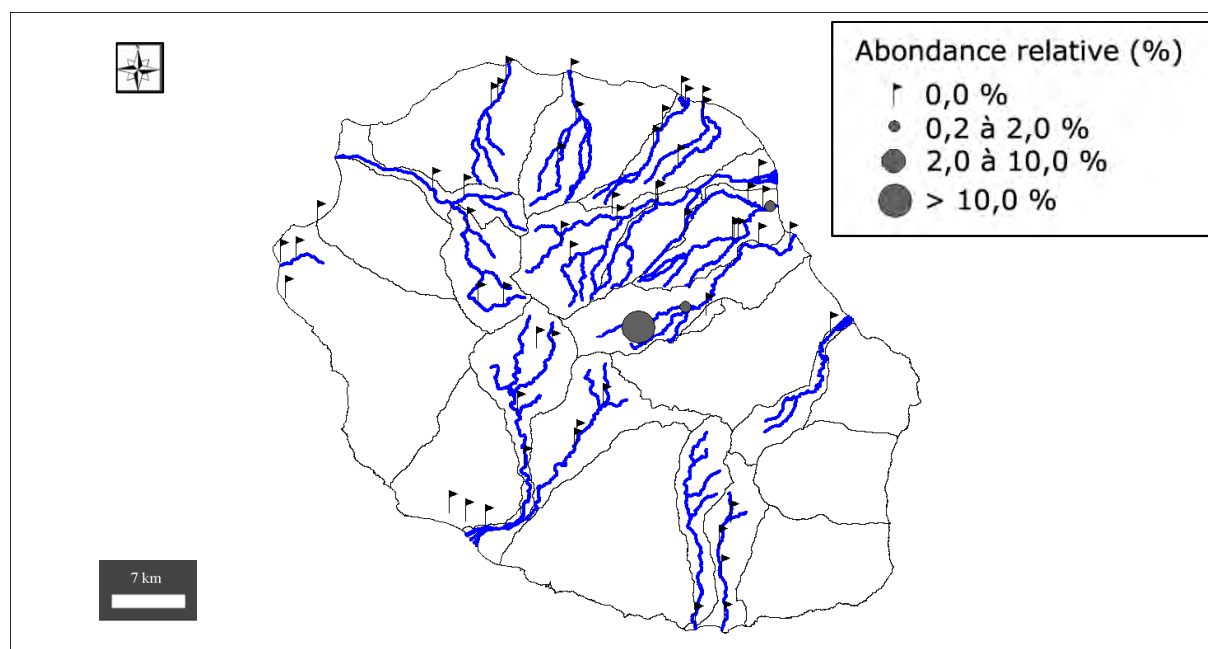 Abondance relative (%)
0,0 %
0,2 à 2,0 %
2,0 à 10,0 %
> 10,0 %
7 km